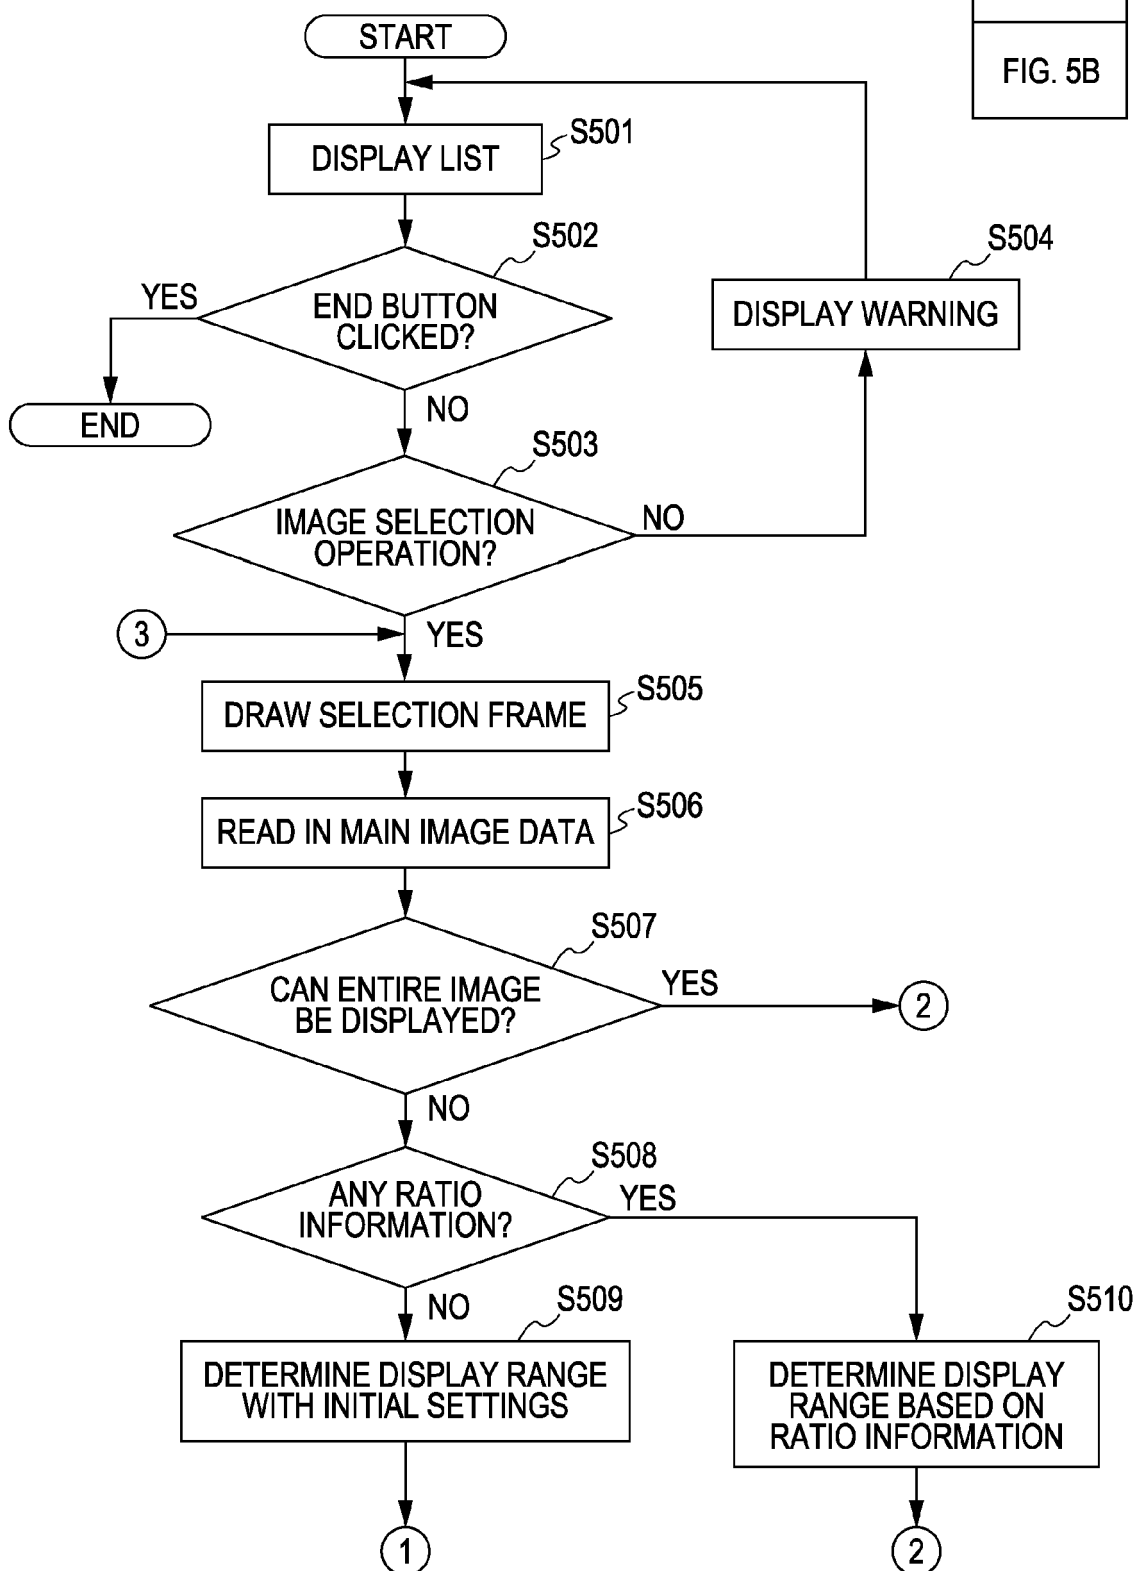 START
FIG. 5B
S501
DISPLAY LIST
S502
YES
END BUTTON
CLICKED?
S504
DISPLAY WARNING
END
NO
S503
IMAGE SELECTION
OPERATION?
NO
3
YES
S505
DRAW SELECTION FRAME
S506
READ IN MAIN IMAGE DATA
S507
CAN ENTIRE IMAGE
BE DISPLAYED?
YES
2
NO
S508
ANY RATIO
INFORMATION?
YES
NO
S509
DETERMINE DISPLAY RANGE
WITH INITIAL SETTINGS
S510
DETERMINE DISPLAY
RANGE BASED ON
RATIO INFORMATION
1
2